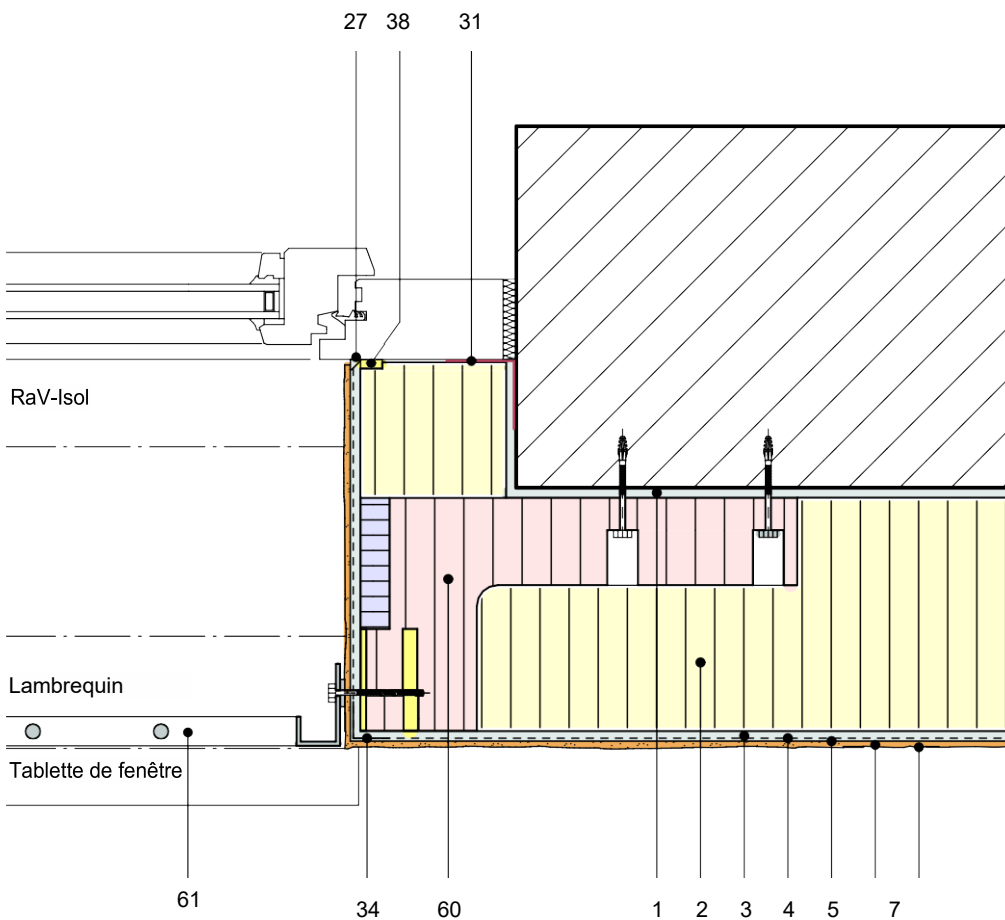 27 38 31
RaV-Isol
Lambrequin
Tablette de fenêtre
61 34 60 1 2 3 4 5 7